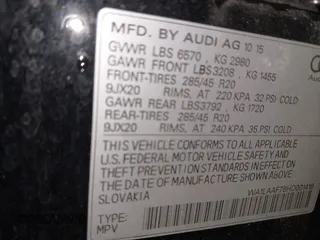 MFD. BY AUDI AG 10 15
GVWR LBS 6570 , KG 2980
GAWR FRONT LBS3208 , KG 1455
FRONT-TIRES 285/45 R20
9JX20 RIMS, AT 220 KPA 32 PSI COLD
GAWR REAR LBS3792 , KG 1720
REAR-TIRES 285/45 R20
9JX20 RIMS, AT 240 KPA 35 PSI COLD
THIS VEHICLE CONFORMS TO ALL APPLICABLE
U.S. FEDERAL MOTOR VEHICLE SAFETY AND
THEFT PREVENTION STANDARDS IN EFFECT
DATE OF MANUFACTURE SHOWN ABOVE.
SLOVAKIA
TYPE:
MPV